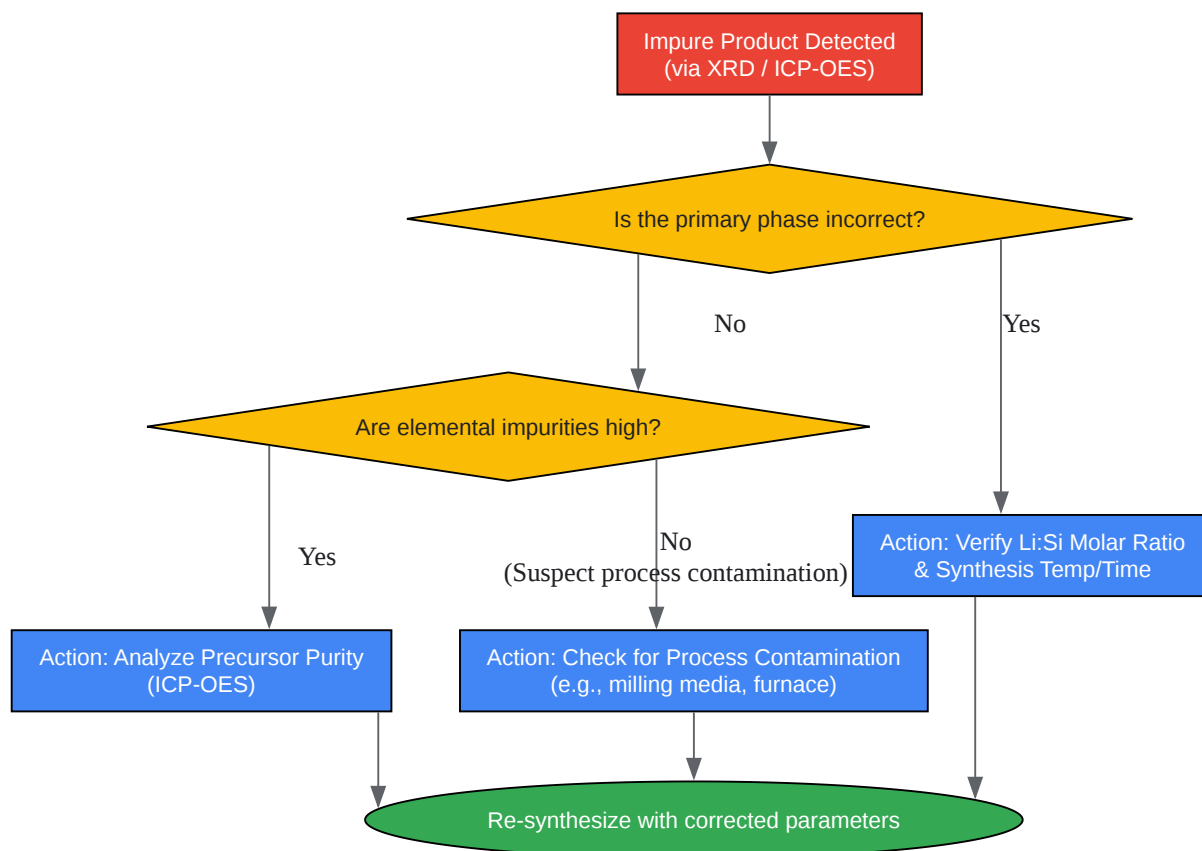 Impure Product Detected
(via XRD / ICP-OES)
Is the primary phase incorrect?
No
Yes
Are elemental impurities high?
Yes
No
(Suspect process contamination)
Action: Verify Li:Si Molar Ratio
& Synthesis Temp/Time
Action: Analyze Precursor Purity
(ICP-OES)
Action: Check for Process Contamination
(e.g., milling media, furnace)
Re-synthesize with corrected parameters